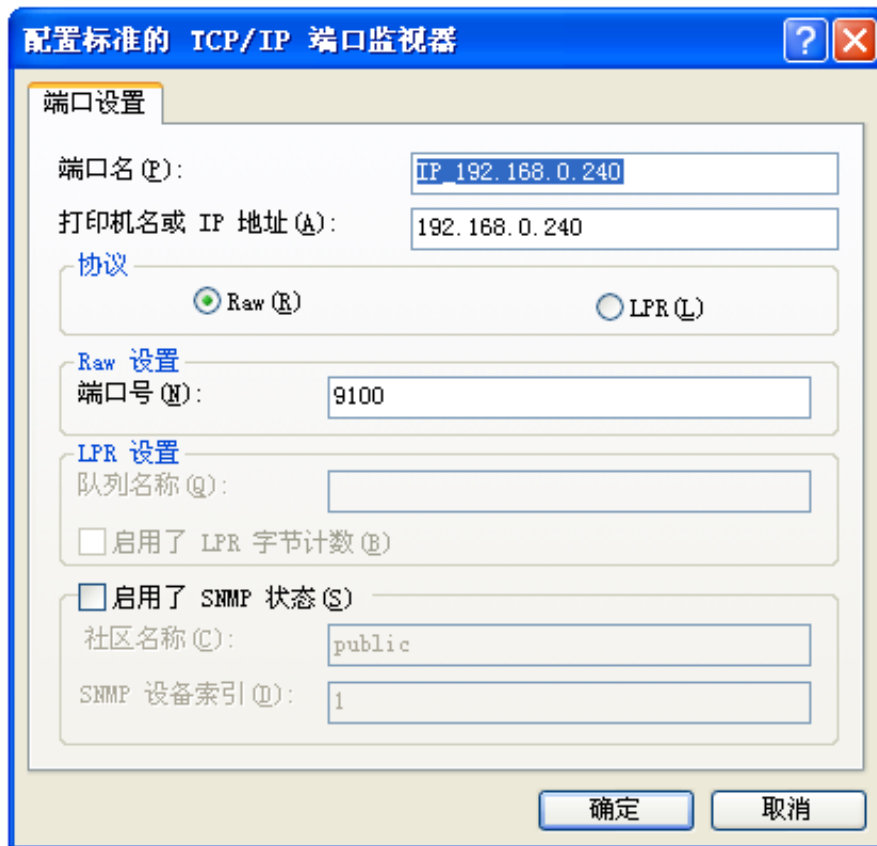 配置标准的 TCP/IP 端口监视器
端口设置
端口名(P):
IP_192.168.0.240
打印机名或 IP 地址(A):
192.168.0.240
协议
Raw(R)
LPR(L)
Raw 设置
端口号(N):
9100
LPR 设置
队列名称(Q):
启用了 LPR 字节计数(B)
启用了 SNMP 状态(S)
社区名称(C):
public
SNMP 设备索引(D):
1
确定
取消